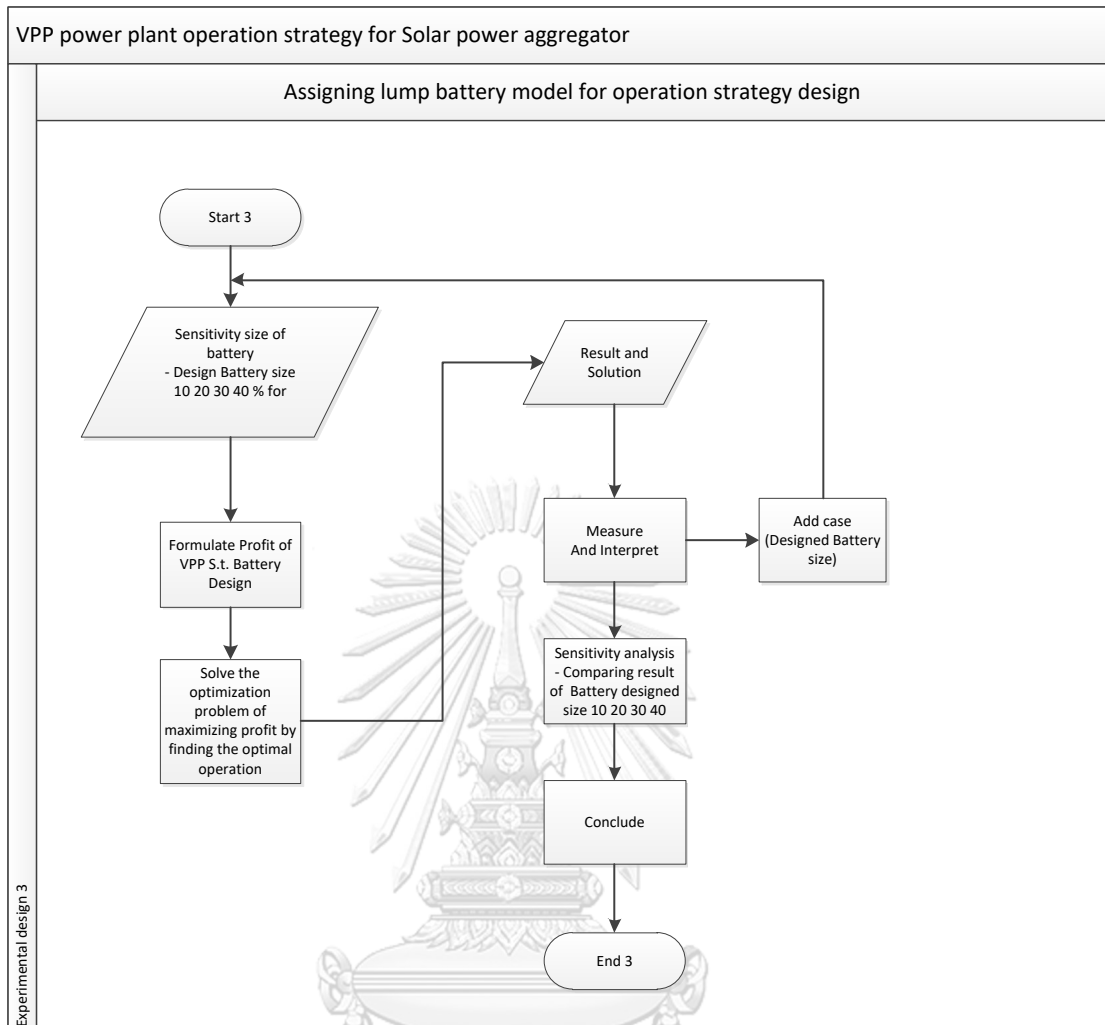 VPP power plant operation strategy for Solar power aggregator
Assigning lump battery model for operation strategy design
Experimental design 3
Start 3
Sensitivity size of
battery
- Design Battery size
10 20 30 40 % for
Formulate Profit of
VPP S.t. Battery
Design
Solve the
optimization
problem of
maximizing profit by
finding the optimal
operation
Result and
Solution
Measure
And Interpret
Add case
(Designed Battery
size)
Sensitivity analysis
- Comparing result
of Battery designed
size 10 20 30 40
Conclude
End 3